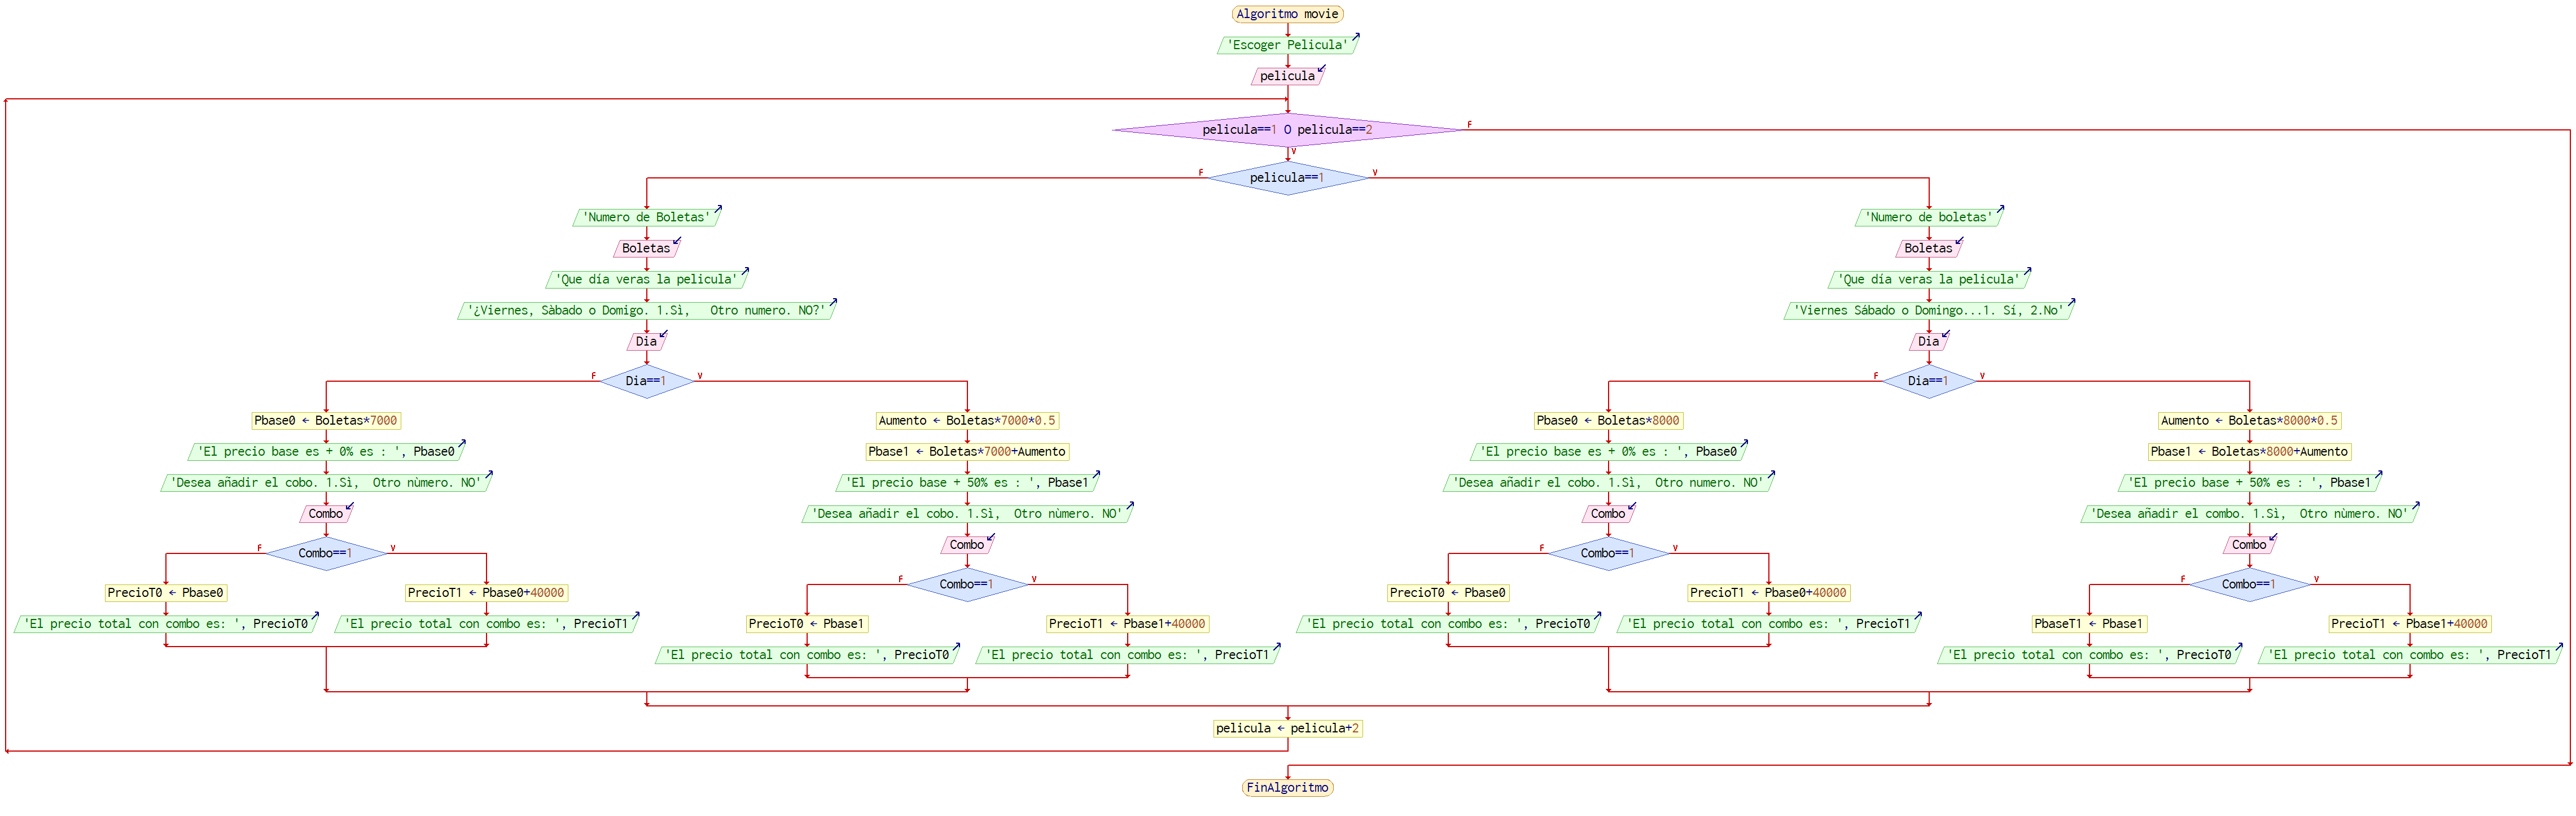 Algoritmo movie
'Escoger Pelicula'
pelicula
pelicula==1 O pelicula==2
F
V
pelicula==1
F
V
'Numero de Boletas'
Boletas
'Que día veras la pelicula'
'¿Viernes, Sàbado o Domigo. 1.Sì,   Otro numero. NO?'
Dia
Dia==1
F
V
Pbase0 ← Boletas*7000
'El precio base es + 0% es : ', Pbase0
'Desea añadir el cobo. 1.Sì,  Otro nùmero. NO'
Combo
Combo==1
F
V
PrecioT0 ← Pbase0
'El precio total con combo es: ', PrecioT0
PrecioT1 ← Pbase0+40000
'El precio total con combo es: ', PrecioT1
Aumento ← Boletas*7000*0.5
Pbase1 ← Boletas*7000+Aumento
'El precio base + 50% es : ', Pbase1
'Desea añadir el cobo. 1.Sì,  Otro nùmero. NO'
Combo
Combo==1
F
V
PrecioT0 ← Pbase1
'El precio total con combo es: ', PrecioT0
PrecioT1 ← Pbase1+40000
'El precio total con combo es: ', PrecioT1
'Numero de boletas'
Boletas
'Que día veras la pelicula'
'Viernes Sábado o Domingo...1. Sí, 2.No'
Dia
Dia==1
F
V
Pbase0 ← Boletas*8000
'El precio base es + 0% es : ', Pbase0
'Desea añadir el cobo. 1.Sì,  Otro numero. NO'
Combo
Combo==1
F
V
PrecioT0 ← Pbase0
'El precio total con combo es: ', PrecioT0
PrecioT1 ← Pbase0+40000
'El precio total con combo es: ', PrecioT1
Aumento ← Boletas*8000*0.5
Pbase1 ← Boletas*8000+Aumento
'El precio base + 50% es : ', Pbase1
'Desea añadir el combo. 1.Sì,  Otro nùmero. NO'
Combo
Combo==1
F
V
PbaseT1 ← Pbase1
'El precio total con combo es: ', PrecioT0
PrecioT1 ← Pbase1+40000
'El precio total con combo es: ', PrecioT1
pelicula ← pelicula+2
FinAlgoritmo